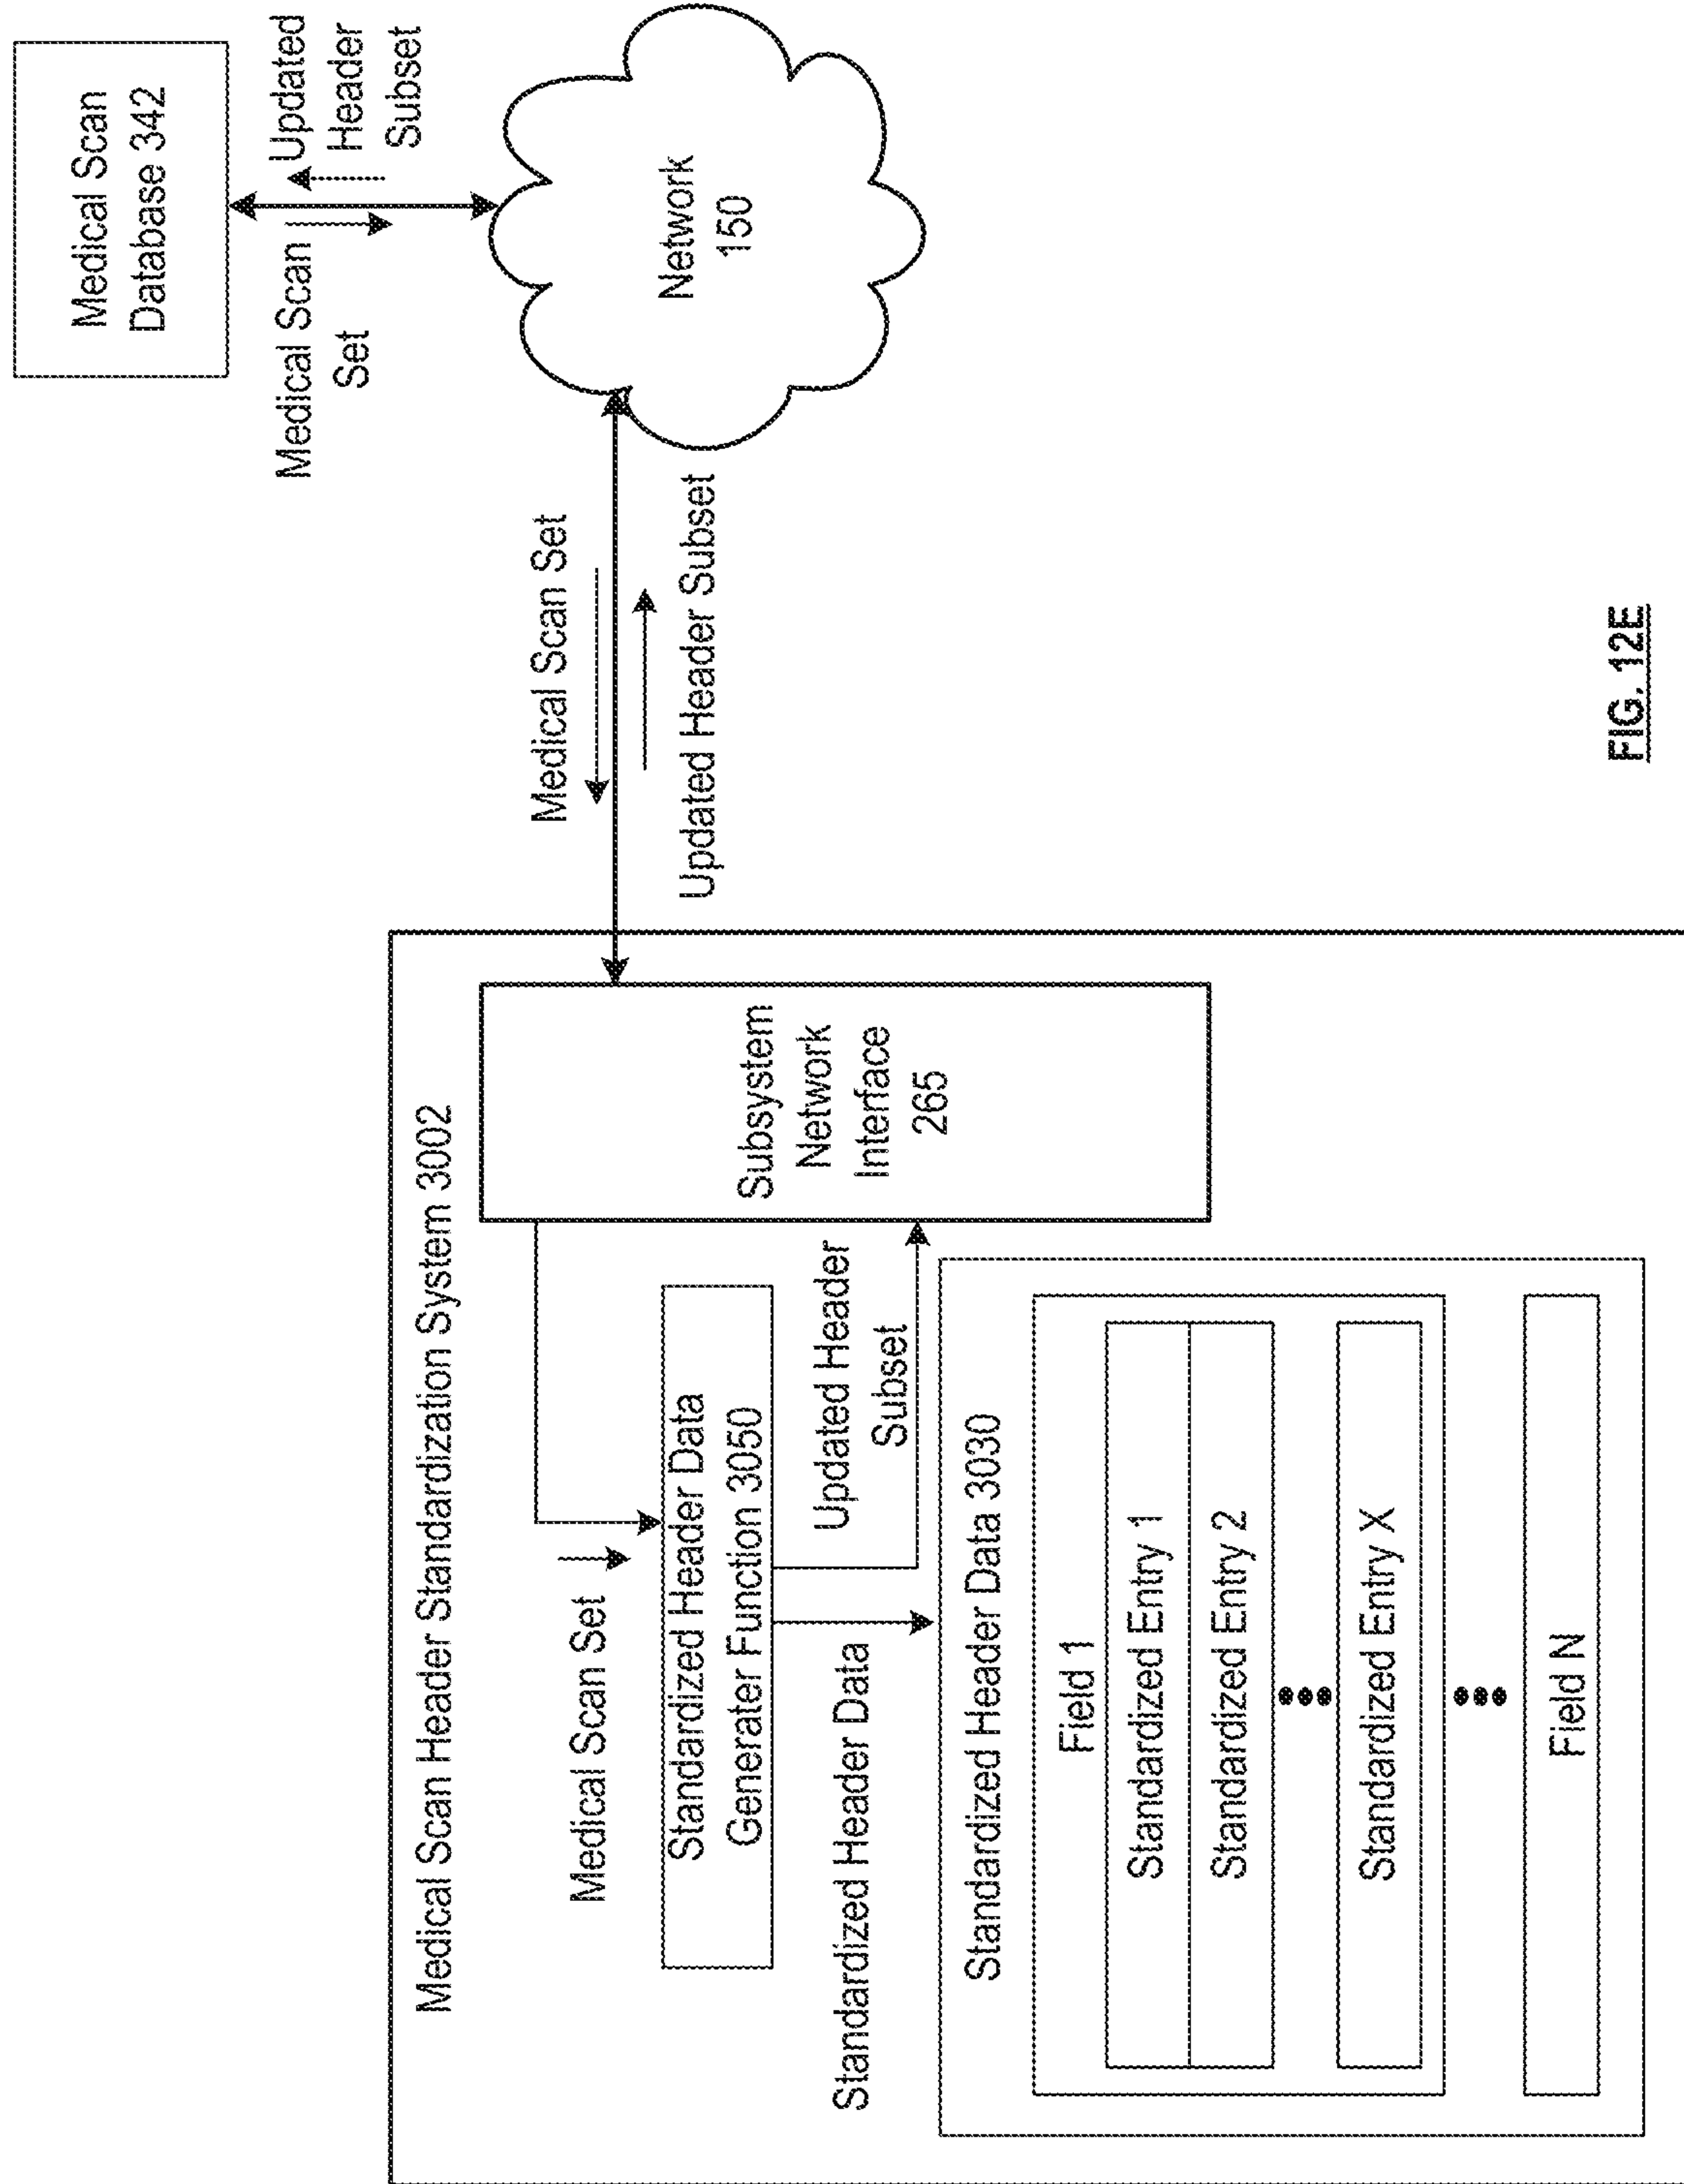 Medical Scan Header Standardization System 3002
Medical Scan Set
Standardized Header Data
Generater Function 3050
Updated Header
Subset
Standardized Header Data
Standardized Header Data 3030
Field 1
Standardized Entry 1
Standardized Entry 2
Standardized Entry X
Field N
Subsystem
Network
Interface
265
Medical Scan Set
Updated Header Subset
Medical Scan
Database 342
Medical Scan
Set
Updated
Header
Subset
Network
150
FIG. 12E